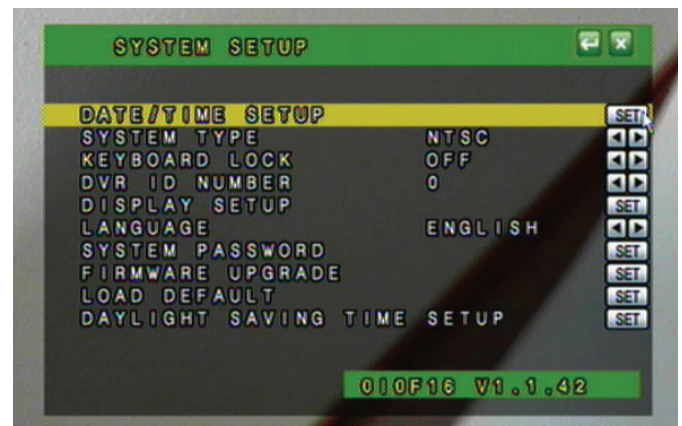 SYSTEM SETUP
DATE/TIME SETUP SET
SYSTEM TYPE NTSC
KEYBOARD LOCK OFF
DVR ID NUMBER 0
DISPLAY SETUP SET
LANGUAGE ENGLISH
SYSTEM PASSWORD SET
FIRMWARE UPGRADE SET
LOAD DEFAULT SET
DAYLIGHT SAVING TIME SETUP SET
010F16 V1.1.42